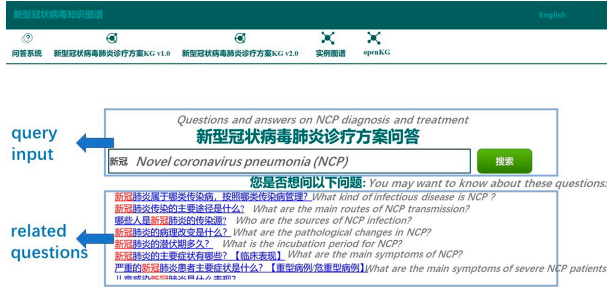 新型冠状病毒知识图谱 English
问答系统 新型冠状病毒肺炎诊疗方案KG v1.0 新型冠状病毒肺炎诊疗方案KG v2.0 实例图谱 openKG
Questions and answers on NCP diagnosis and treatment
新型冠状病毒肺炎诊疗方案问答
query input
新冠 Novel coronavirus pneumonia (NCP) 搜索
您是否想问以下问题: You may want to know about these questions:
新冠肺炎属于哪类传染病，按照哪类传染病管理？ What kind of infectious disease is NCP ?
新冠肺炎传染的主要途径是什么? What are the main routes of NCP transmission?
哪些人是新冠肺炎的传染源? Who are the sources of NCP infection?
related questions
新冠肺炎的病理改变是什么？ What are the pathological changes in NCP?
新冠肺炎的潜伏期多久？ What is the incubation period for NCP?
新冠肺炎的主要症状有哪些？【临床表现】 What are the main symptoms of NCP?
严重的新冠肺炎患者主要症状是什么？【重型病例/危重型病例】 What are the main symptoms of severe NCP patients